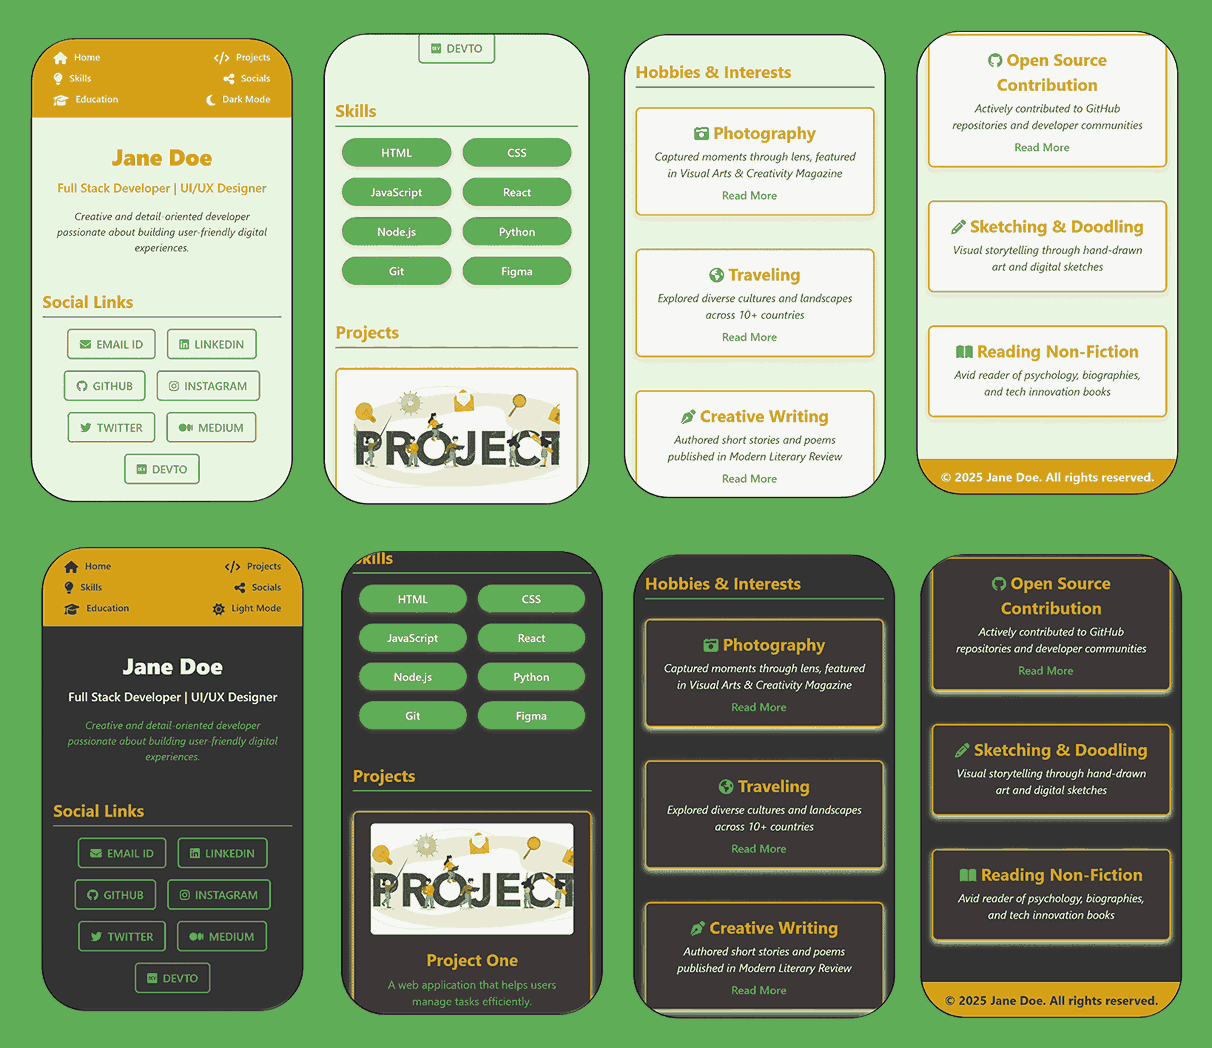 Home
Projects
Skills
Socials
Education
Dark Mode
Jane Doe
Full Stack Developer | UI/UX Designer
Creative and detail-oriented developer
passionate about building user-friendly digital
experiences.
Social Links
EMAIL ID
LINKEDIN
GITHUB
INSTAGRAM
TWITTER
MEDIUM
DEV
DEVTO
DEV
DEVTO
Skills
HTML
CSS
JavaScript
React
Node.js
Python
Git
Figma
Projects
PROJECT
Hobbies & Interests
Photography
Captured moments through lens, featured
in Visual Arts & Creativity Magazine
Read More
Traveling
Explored diverse cultures and landscapes
across 10+ countries
Read More
Creative Writing
Authored short stories and poems
published in Modern Literary Review
Read More
Open Source
Contribution
Actively contributed to GitHub
repositories and developer communities
Read More
Sketching & Doodling
Visual storytelling through hand-drawn
art and digital sketches
Reading Non-Fiction
Avid reader of psychology, biographies,
and tech innovation books
© 2025 Jane Doe. All rights reserved.
Home
Projects
Skills
Socials
Education
Light Mode
Jane Doe
Full Stack Developer | UI/UX Designer
Creative and detail-oriented developer
passionate about building user-friendly digital
experiences.
Social Links
EMAIL ID
LINKEDIN
GITHUB
INSTAGRAM
TWITTER
MEDIUM
DEV
DEVTO
Skills
HTML
CSS
JavaScript
React
Node.js
Python
Git
Figma
Projects
PROJECT
Project One
A web application that helps users
manage tasks efficiently.
Hobbies & Interests
Photography
Captured moments through lens, featured
in Visual Arts & Creativity Magazine
Read More
Traveling
Explored diverse cultures and landscapes
across 10+ countries
Read More
Creative Writing
Authored short stories and poems
published in Modern Literary Review
Read More
Open Source
Contribution
Actively contributed to GitHub
repositories and developer communities
Read More
Sketching & Doodling
Visual storytelling through hand-drawn
art and digital sketches
Reading Non-Fiction
Avid reader of psychology, biographies,
and tech innovation books
© 2025 Jane Doe. All rights reserved.